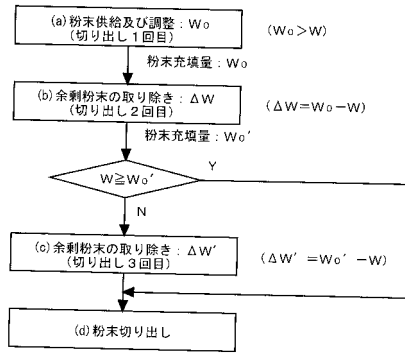 (a)粉末供給及び調整：W₀
(切り出し１回目)
(W₀>W)
粉末充填量：W₀
(b)余剰粉末の取り除き：ΔW
(切り出し２回目)
(ΔW=W₀−W)
粉末充填量：W₀′
W≧W₀′
Y
N
(c)余剰粉末の取り除き：ΔW′
(切り出し３回目)
(ΔW′=W₀′−W)
(d)粉末切り出し